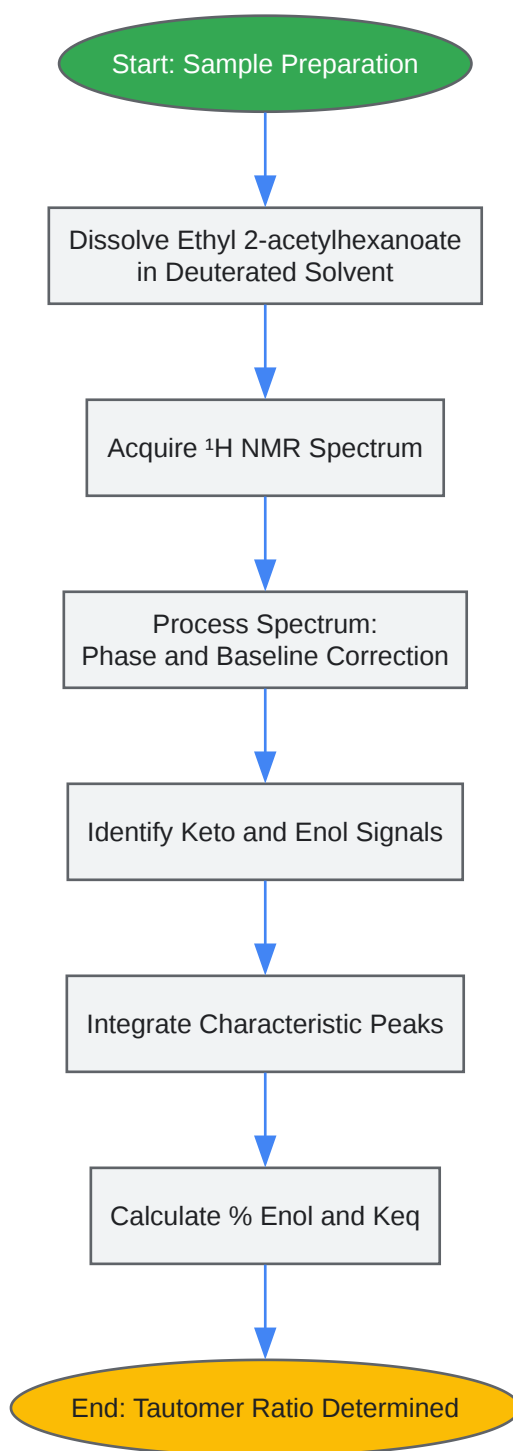 Start: Sample Preparation
Dissolve Ethyl 2-acetylhexanoate
in Deuterated Solvent
Acquire ¹H NMR Spectrum
Process Spectrum:
Phase and Baseline Correction
Identify Keto and Enol Signals
Integrate Characteristic Peaks
Calculate % Enol and Keq
End: Tautomer Ratio Determined